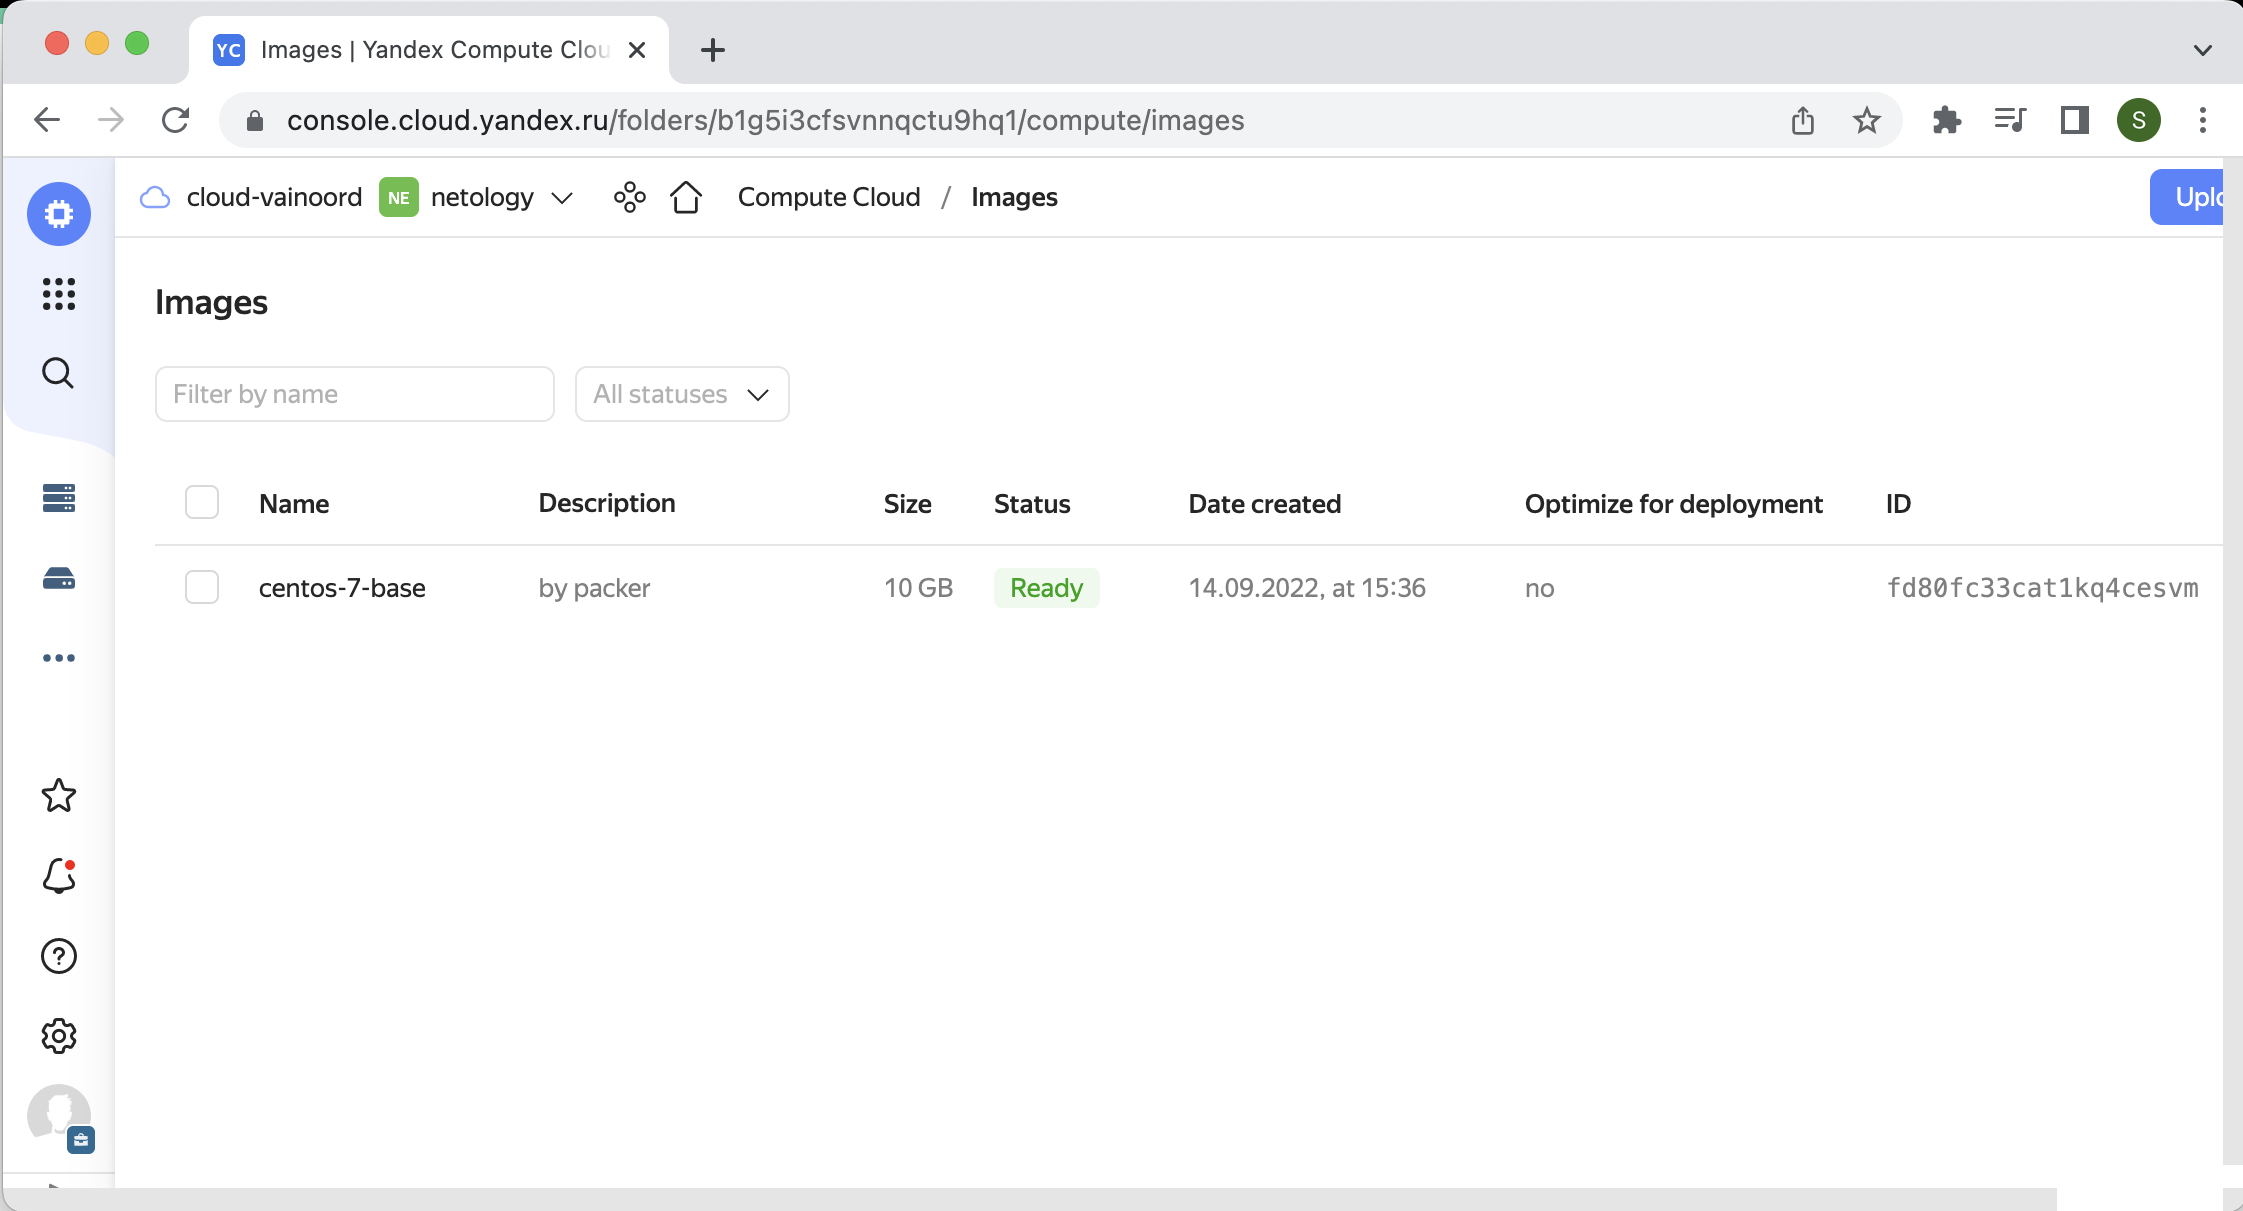 YC Images | Yandex Compute Clou
console.cloud.yandex.ru/folders/b1g5i3cfsvnnqctu9hq1/compute/images
S
cloud-vainoord NE netology Compute Cloud / Images
Uplo
Images
Filter by name All statuses
Name Description Size Status Date created Optimize for deployment ID
centos-7-base by packer 10 GB Ready 14.09.2022, at 15:36 no fd80fc33cat1kq4cesvm